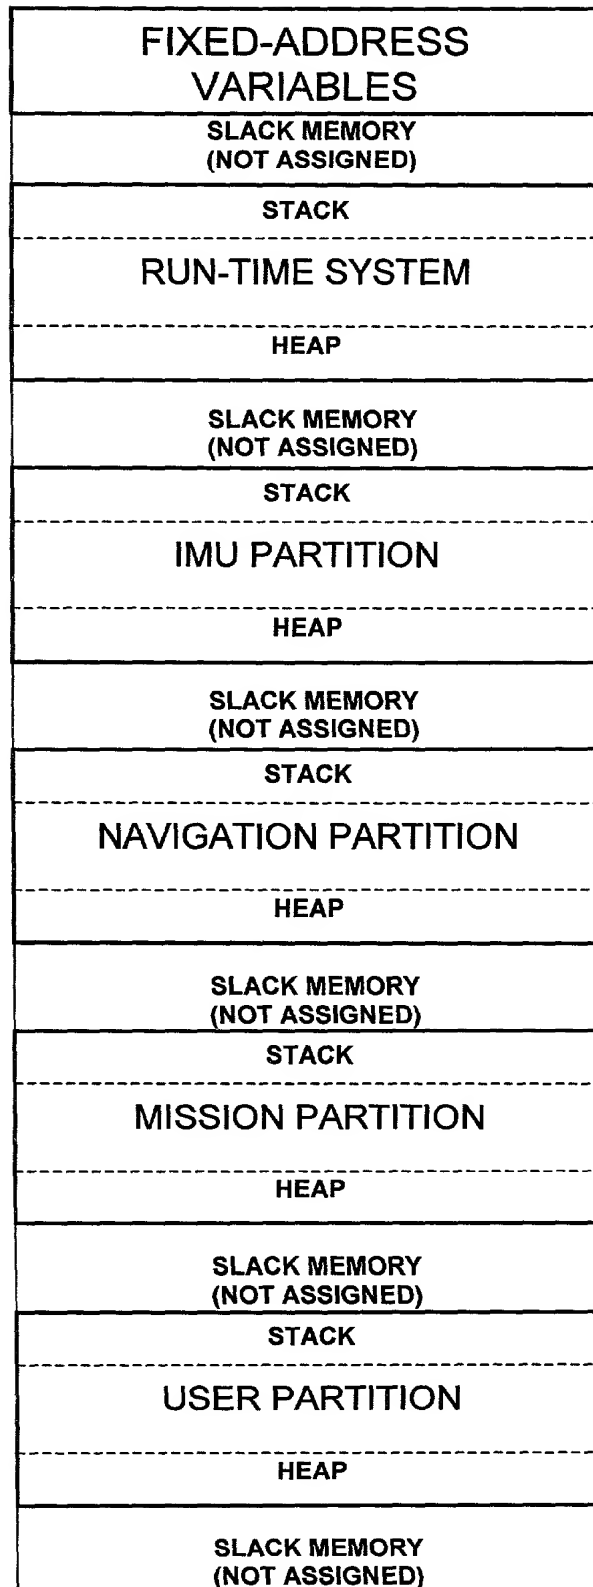 FIXED-ADDRESS
VARIABLES
SLACK MEMORY
(NOT ASSIGNED)
STACK
RUN-TIME SYSTEM
HEAP
SLACK MEMORY
(NOT ASSIGNED)
STACK
IMU PARTITION
HEAP
SLACK MEMORY
(NOT ASSIGNED)
STACK
NAVIGATION PARTITION
HEAP
SLACK MEMORY
(NOT ASSIGNED)
STACK
MISSION PARTITION
HEAP
SLACK MEMORY
(NOT ASSIGNED)
STACK
USER PARTITION
HEAP
SLACK MEMORY
(NOT ASSIGNED)